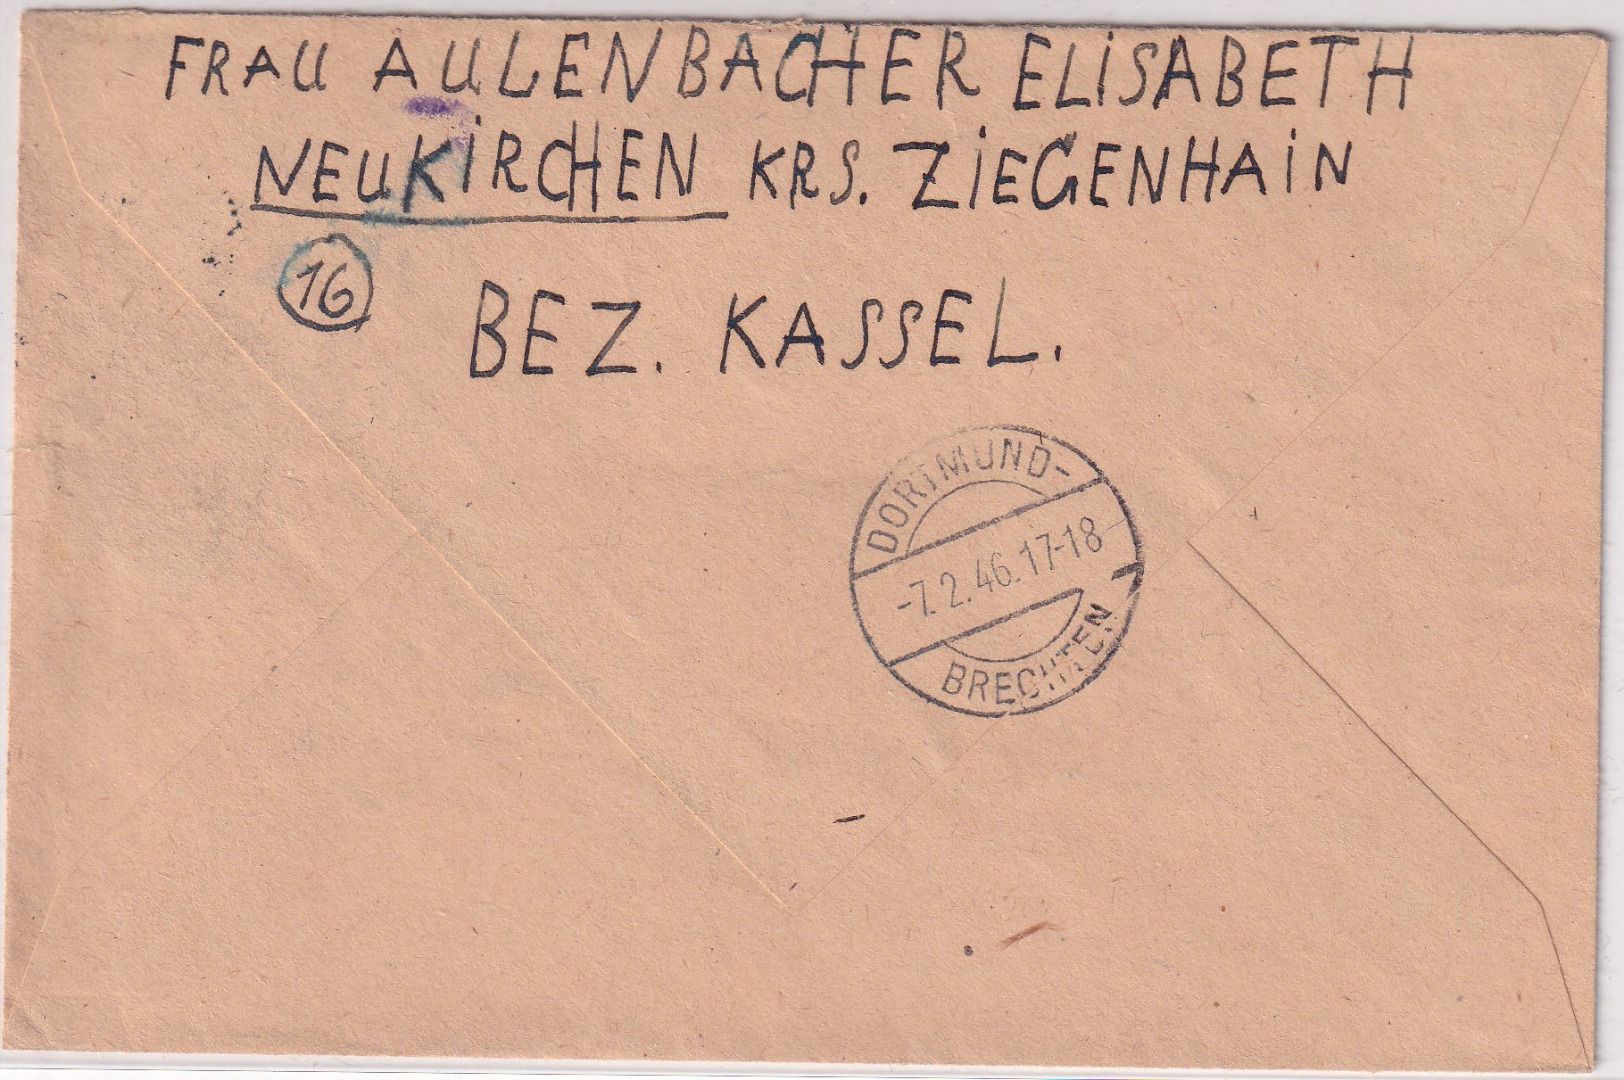 FRAU AULENBACHER ELiSABETH
NEUKiRCHEN KRS. ZiEGENHAiN
16
BEZ. KASSEL.
DORTMUND-
-7.2.46.17-18
BRECHTEN